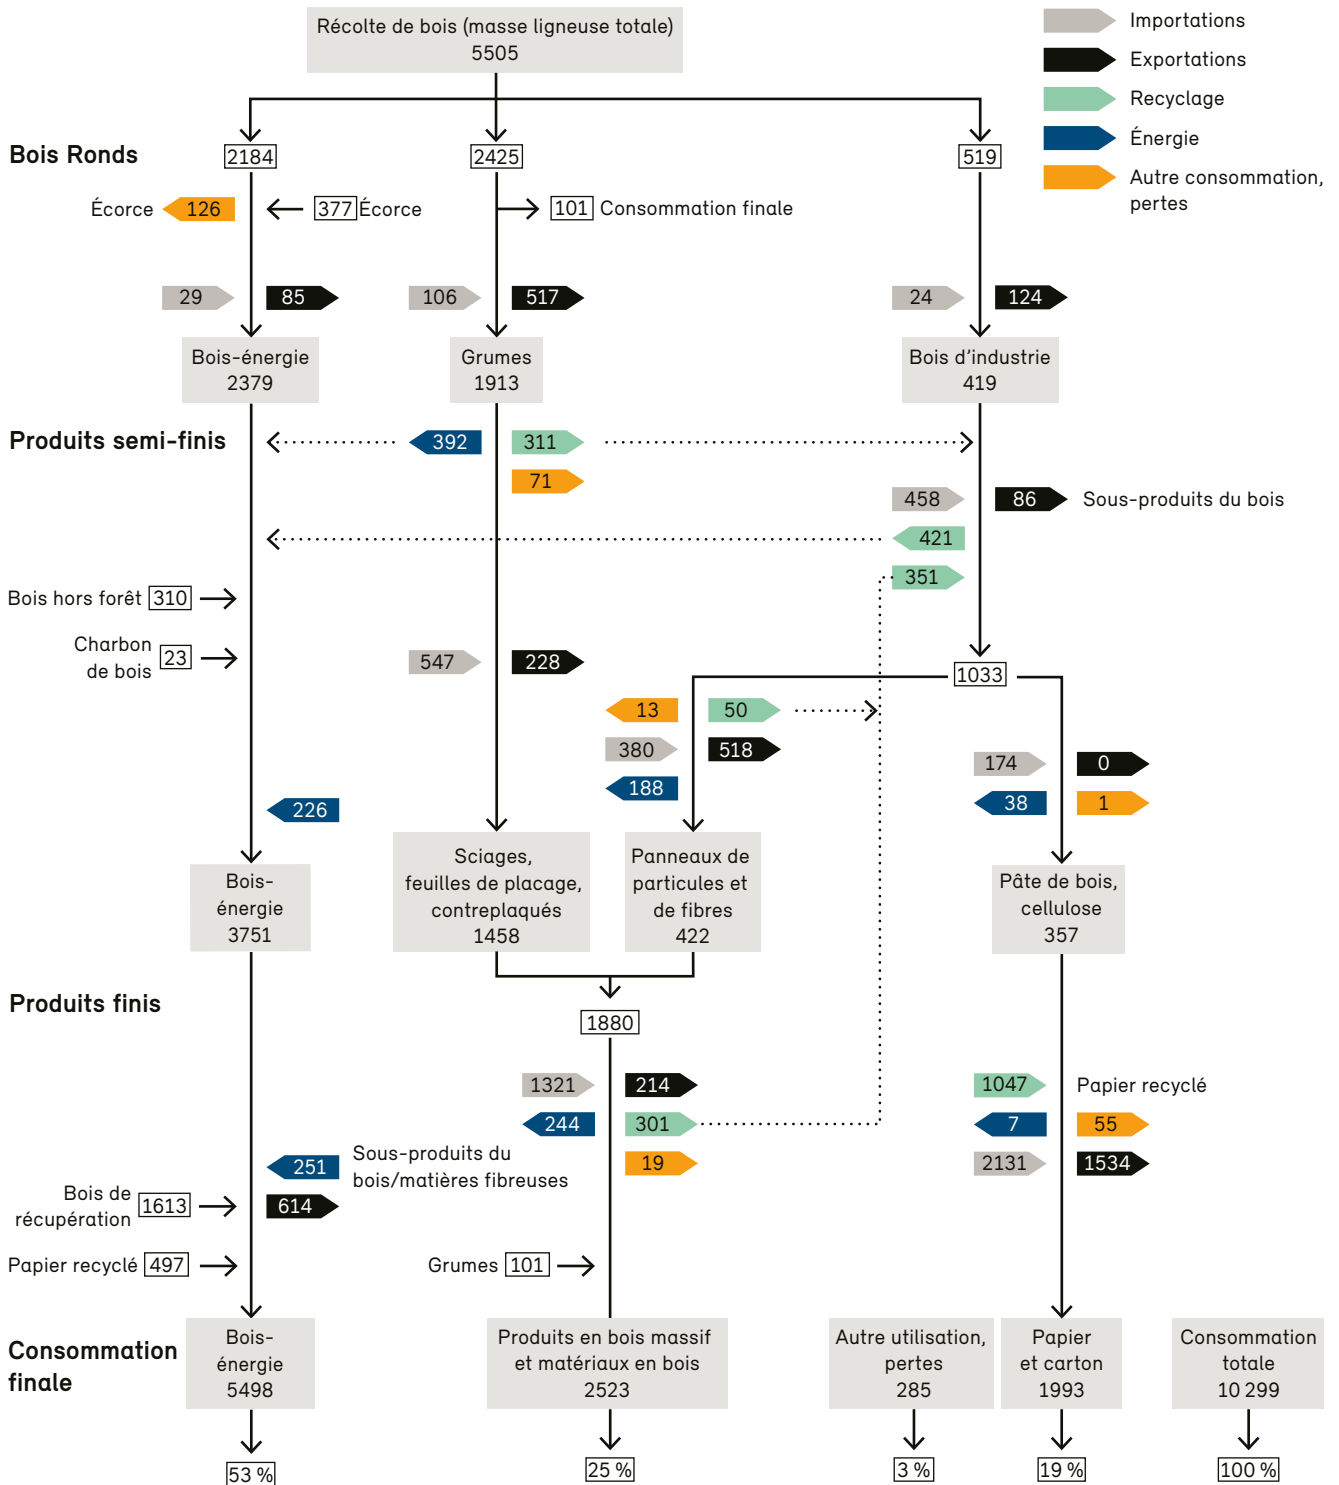 Récolte de bois (masse ligneuse totale)
5505
Importations
Exportations
Recyclage
Énergie
Autre consommation,
pertes
Bois Ronds
2184
2425
519
Écorce 126
377 Écorce
101 Consommation finale
29
85
106
517
24
124
Bois-énergie
2379
Grumes
1913
Bois d'industrie
419
Produits semi-finis
392
311
71
458
86
Sous-produits du bois
421
351
Bois hors forêt 310
Charbon
de bois
23
547
228
1033
13
50
380
518
188
174
0
38
1
226
Bois-
énergie
3751
Sciages,
feuilles de placage,
contreplaqués
1458
Panneaux de
particules et
de fibres
422
Pâte de bois,
cellulose
357
Produits finis
1880
1321
214
244
301
19
1047
Papier recyclé
7
55
2131
1534
251
Sous-produits du
bois/matières fibreuses
Bois de
récupération
1613
614
Papier recyclé 497
Grumes 101
Consommation
finale
Bois-
énergie
5498
Produits en bois massif
et matériaux en bois
2523
Autre utilisation,
pertes
285
Papier
et carton
1993
Consommation
totale
10 299
53 %
25 %
3 %
19 %
100 %